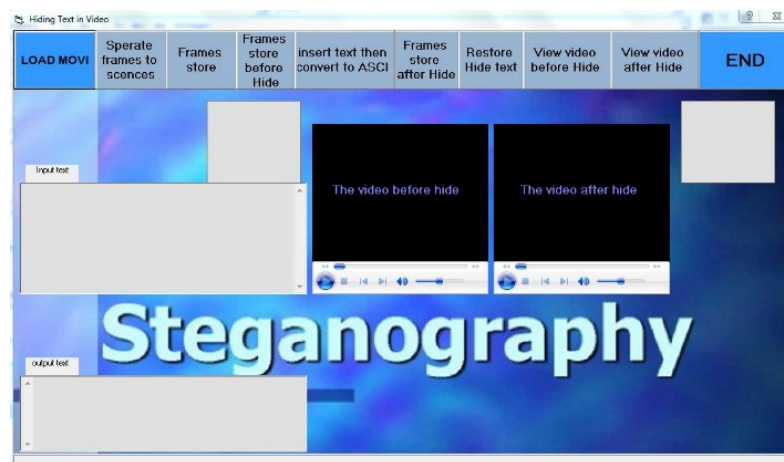 Hiding Text in Video
LOAD MOVI
Sperate
frames to
scences
Frames
store
Frames
store
before
Hide
insert text then
convert to ASCI
Frames
store
after Hide
Restore
Hide text
View video
before Hide
View video
after Hide
END
Input text
The video before hide
The video after hide
Steganography
output text